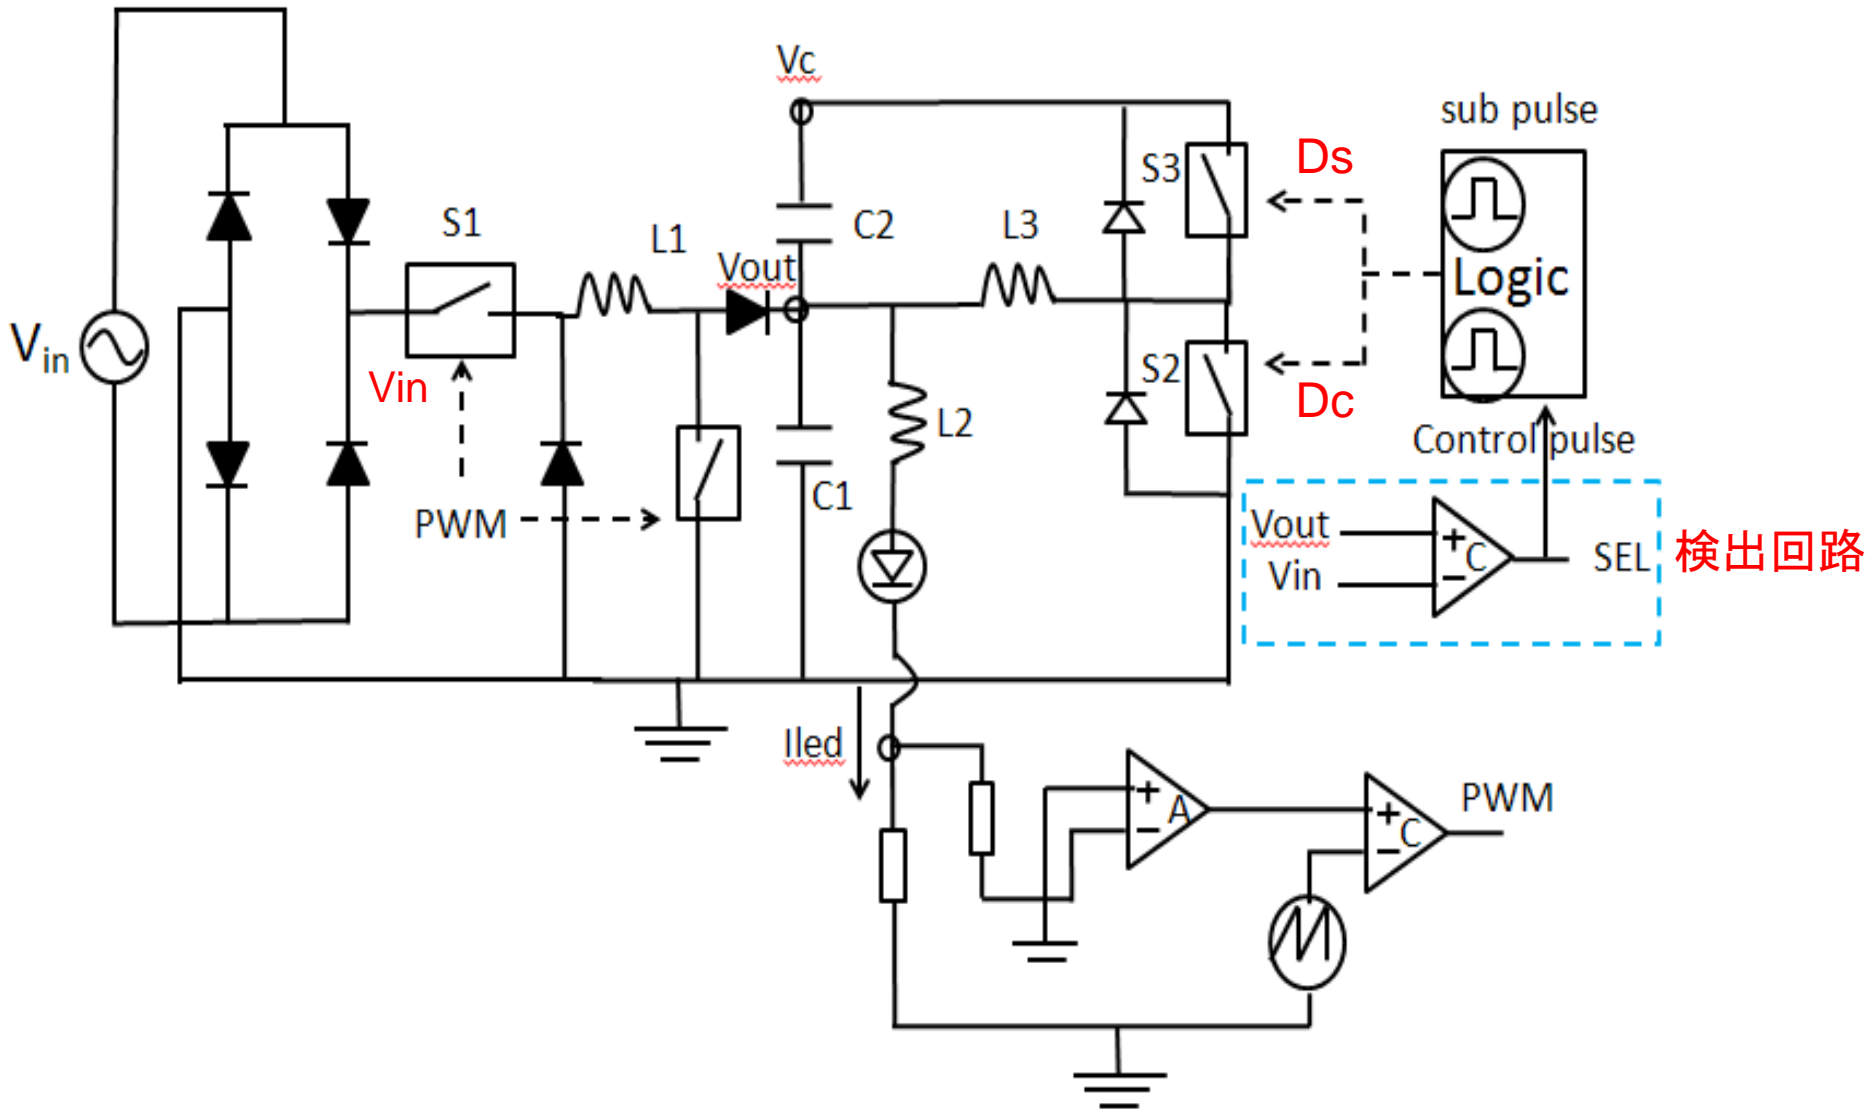 Vc
sub pulse
S3
Ds
S1
L1
C2
L3
Vout
Logic
Vin
Vin
S2
Dc
L2
Control pulse
C1
PWM
Vout
+
C
SEL
検出回路
Vin
−
Iled
+
A
−
+
C
−
PWM